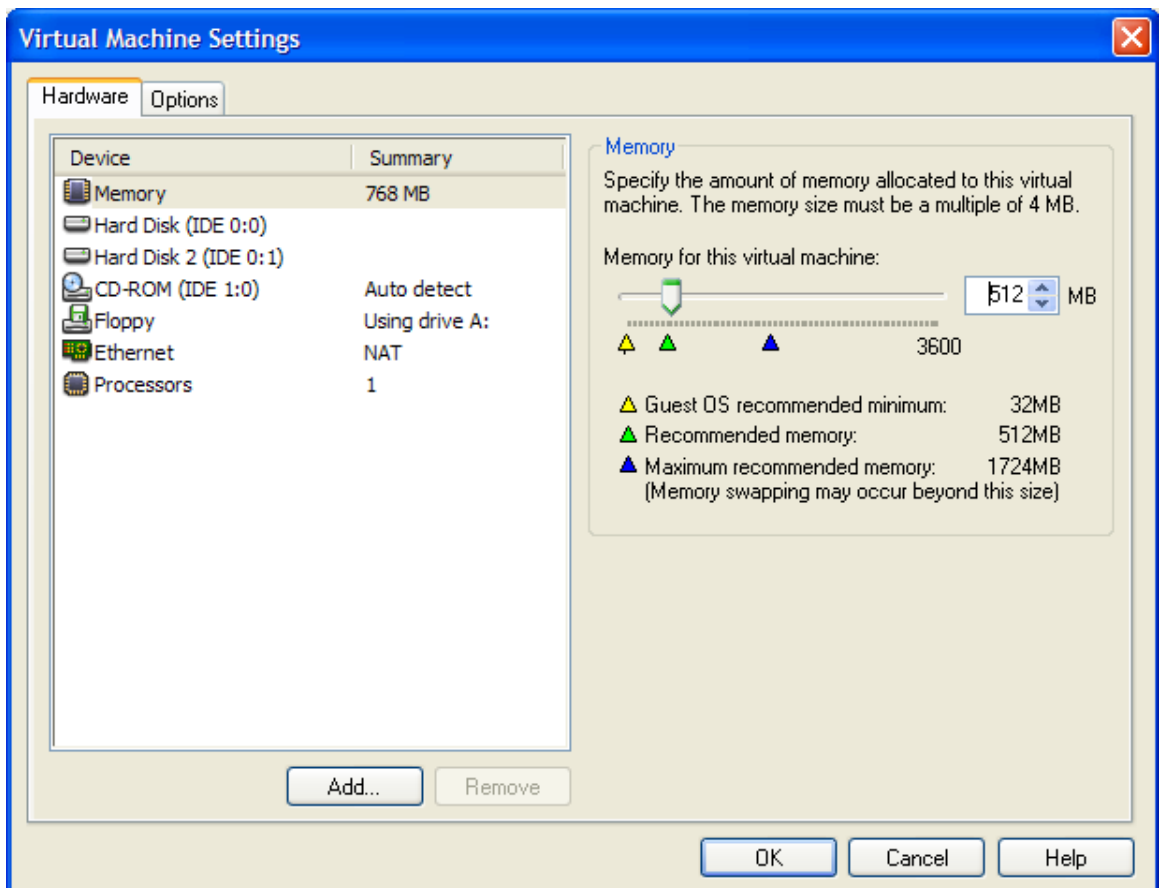 Virtual Machine Settings
Hardware Options
Device Summary
Memory 768 MB
Hard Disk (IDE 0:0)
Hard Disk 2 (IDE 0:1)
CD-ROM (IDE 1:0) Auto detect
Floppy Using drive A:
Ethernet NAT
Processors 1
Add... Remove
Memory
Specify the amount of memory allocated to this virtual
machine. The memory size must be a multiple of 4 MB.
Memory for this virtual machine:
512 MB
3600
Guest OS recommended minimum: 32MB
Recommended memory: 512MB
Maximum recommended memory: 1724MB
(Memory swapping may occur beyond this size)
OK Cancel Help